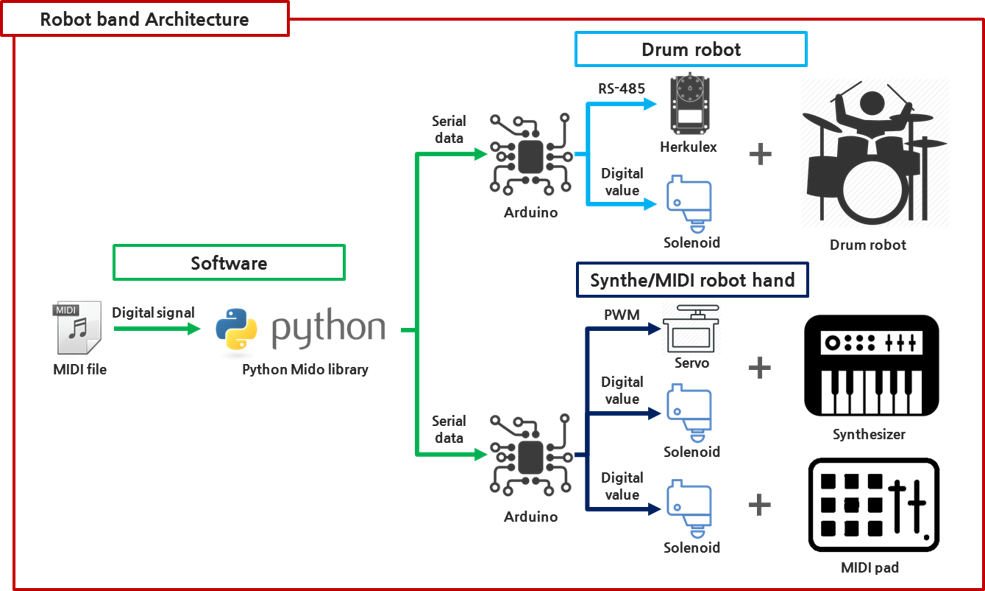 Robot band Architecture
Drum robot
RS-485
Serial
data
Herkulex
Digital
value
Arduino
Solenoid
Drum robot
Software
Synthe/MIDI robot hand
MIDI
Digital signal
python
MIDI file
Python Mido library
PWM
Servo
Digital
value
Serial
data
Solenoid
Synthesizer
Digital
value
Arduino
Solenoid
MIDI pad